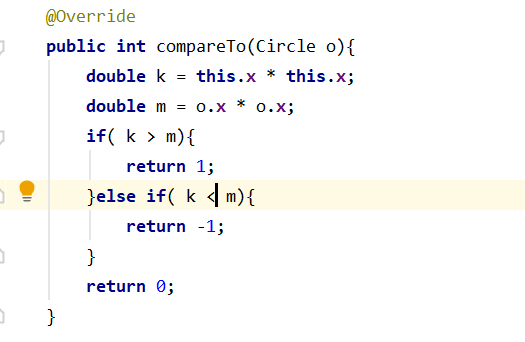 @Override
public int compareTo(Circle o){
double k = this.x * this.x;
double m = o.x * o.x;
if( k > m){
return 1;
}else if( k < m){
return -1;
}
return 0;
}